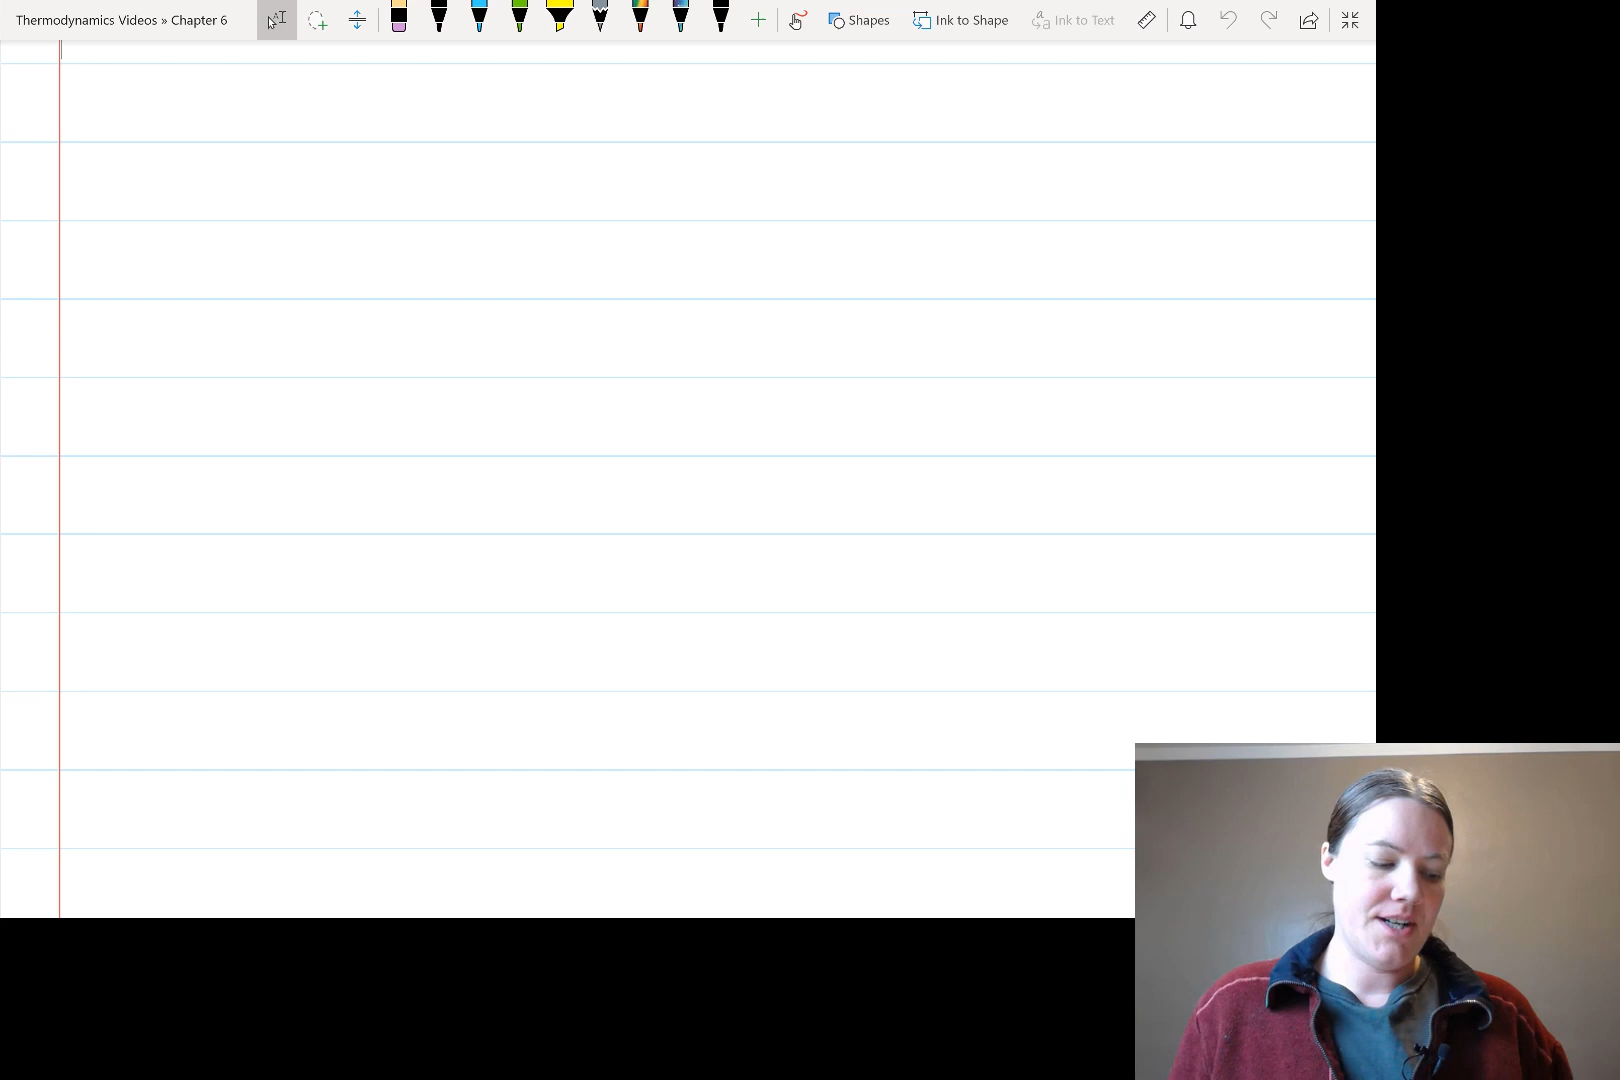 Thermodynamics Videos » Chapter 6
Shapes
Ink to Shape
Ink to Text